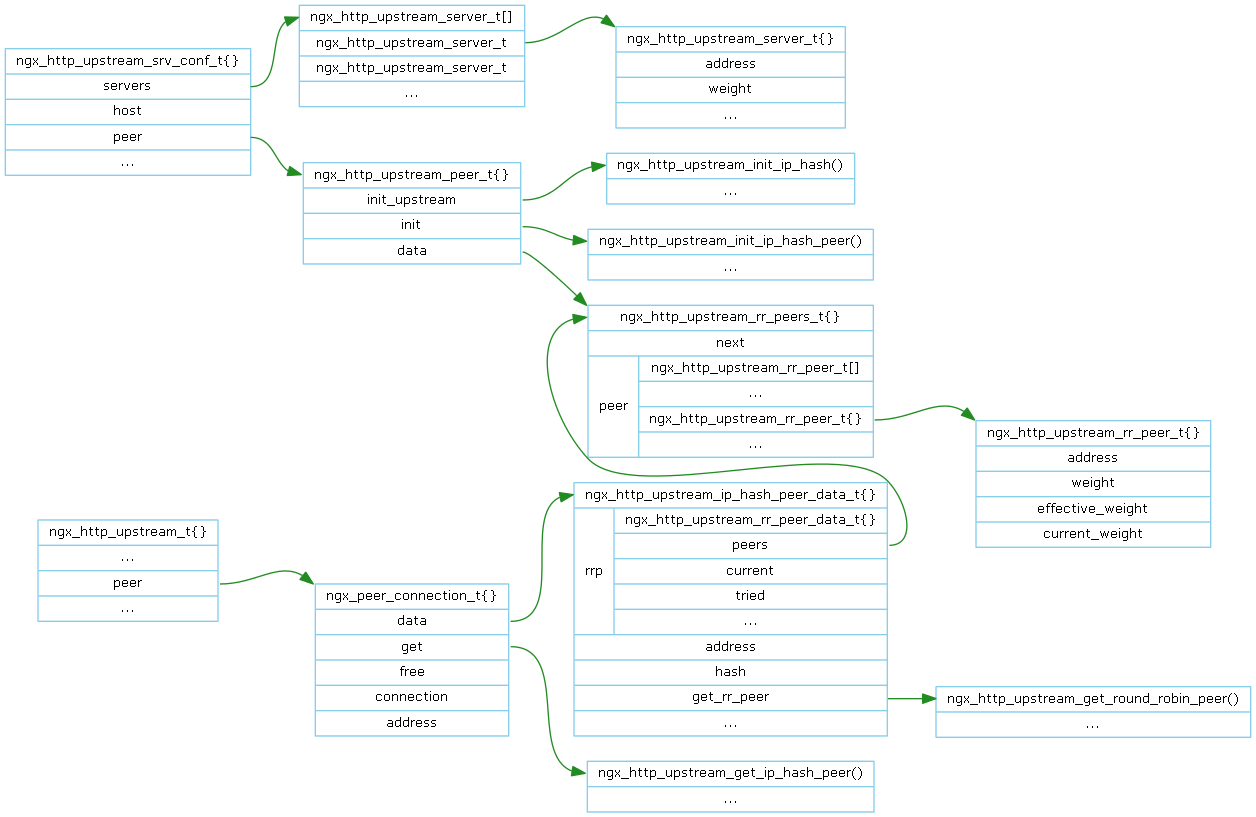 ngx_http_upstream_srv_conf_t{}
servers
host
peer
...
ngx_http_upstream_server_t[]
ngx_http_upstream_server_t
ngx_http_upstream_server_t
...
ngx_http_upstream_server_t{}
address
weight
...
ngx_http_upstream_peer_t{}
init_upstream
init
data
ngx_http_upstream_init_ip_hash()
...
ngx_http_upstream_init_ip_hash_peer()
...
ngx_http_upstream_rr_peers_t{}
next
peer
ngx_http_upstream_rr_peer_t[]
...
ngx_http_upstream_rr_peer_t{}
...
ngx_http_upstream_rr_peer_t{}
address
weight
effective_weight
current_weight
ngx_http_upstream_t{}
...
peer
...
ngx_peer_connection_t{}
data
get
free
connection
address
ngx_http_upstream_ip_hash_peer_data_t{}
rrp
ngx_http_upstream_rr_peer_data_t{}
peers
current
tried
...
address
hash
get_rr_peer
...
ngx_http_upstream_get_round_robin_peer()
...
ngx_http_upstream_get_ip_hash_peer()
...